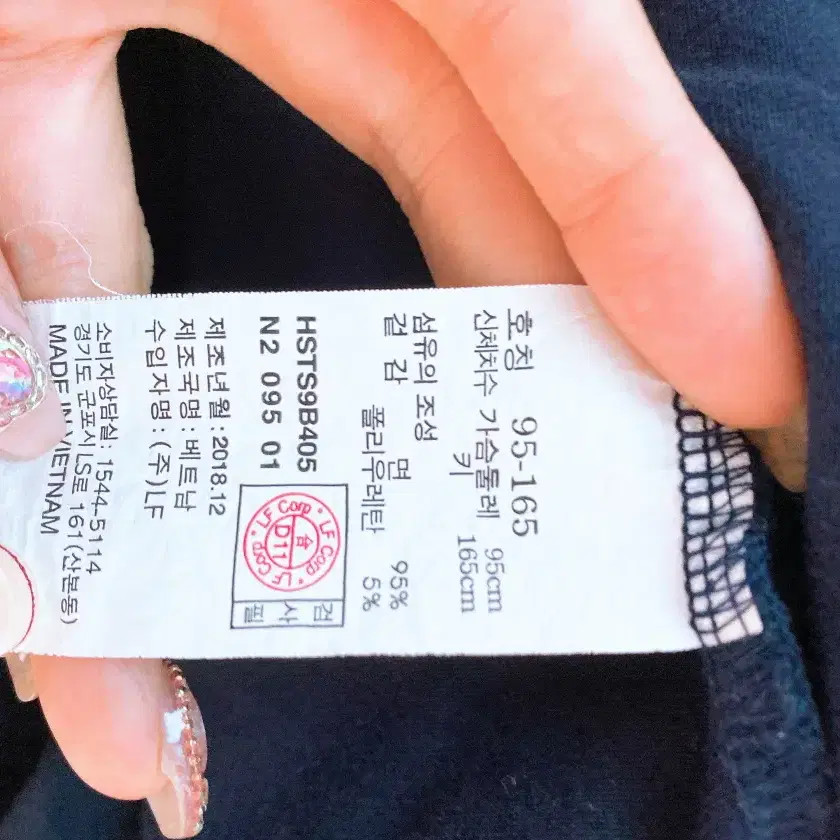 호칭 95-165
신체치수 가슴둘레 95cm
키 165cm
섬유의 조성
겉감 면 95%
폴리우레탄 5%
HSTS9B405
N2 095 01
LF Corp • LF Corp • LF Corp •
合
D11
검사필
제조년월 : 2018.12
제조국명 : 베트남
수입자명 : (주)LF
소비자상담실: 1544-5114
경기도 군포시 LS로 161(산본동)
MADE IN VIETNAM